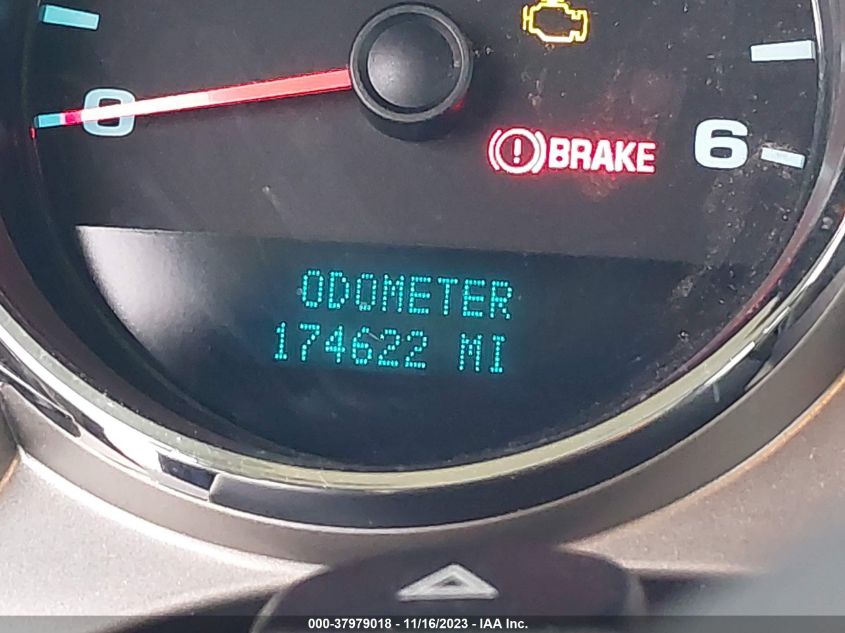 0
BRAKE
6
ODOMETER
174622 MI
000-37979018 - 11/16/2023 - IAA Inc.